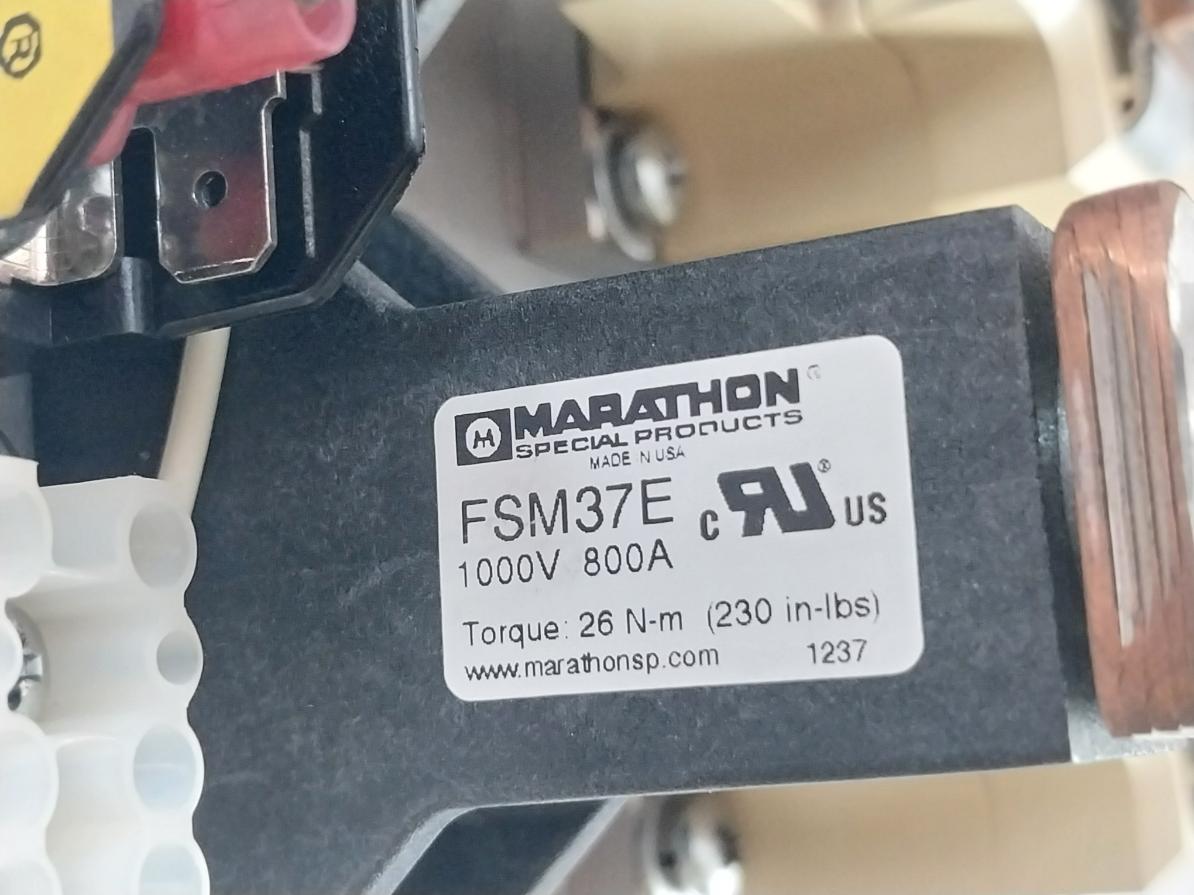 ®
MARATHON®
SPECIAL PRODUCTS
MADE IN USA
FSM37E
c RU® US
1000V 800A
Torque: 26 N-m (230 in-lbs)
www.marathonsp.com 1237